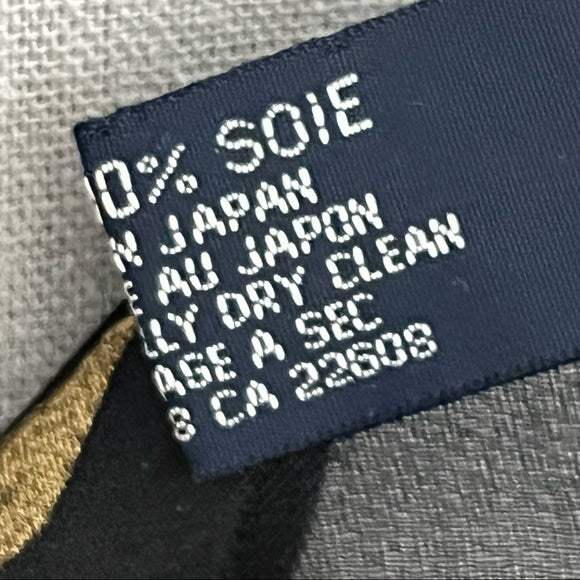 0% SOIE
N JAPAN
AU JAPON
LY DRY CLEAN
AGE A SEC
8 CA 22608